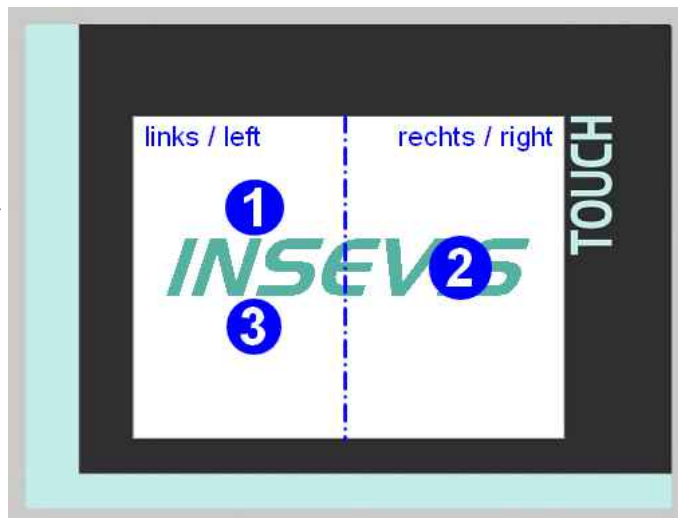 links / left
rechts / right
TOUCH
1
INSEVIS
2
3